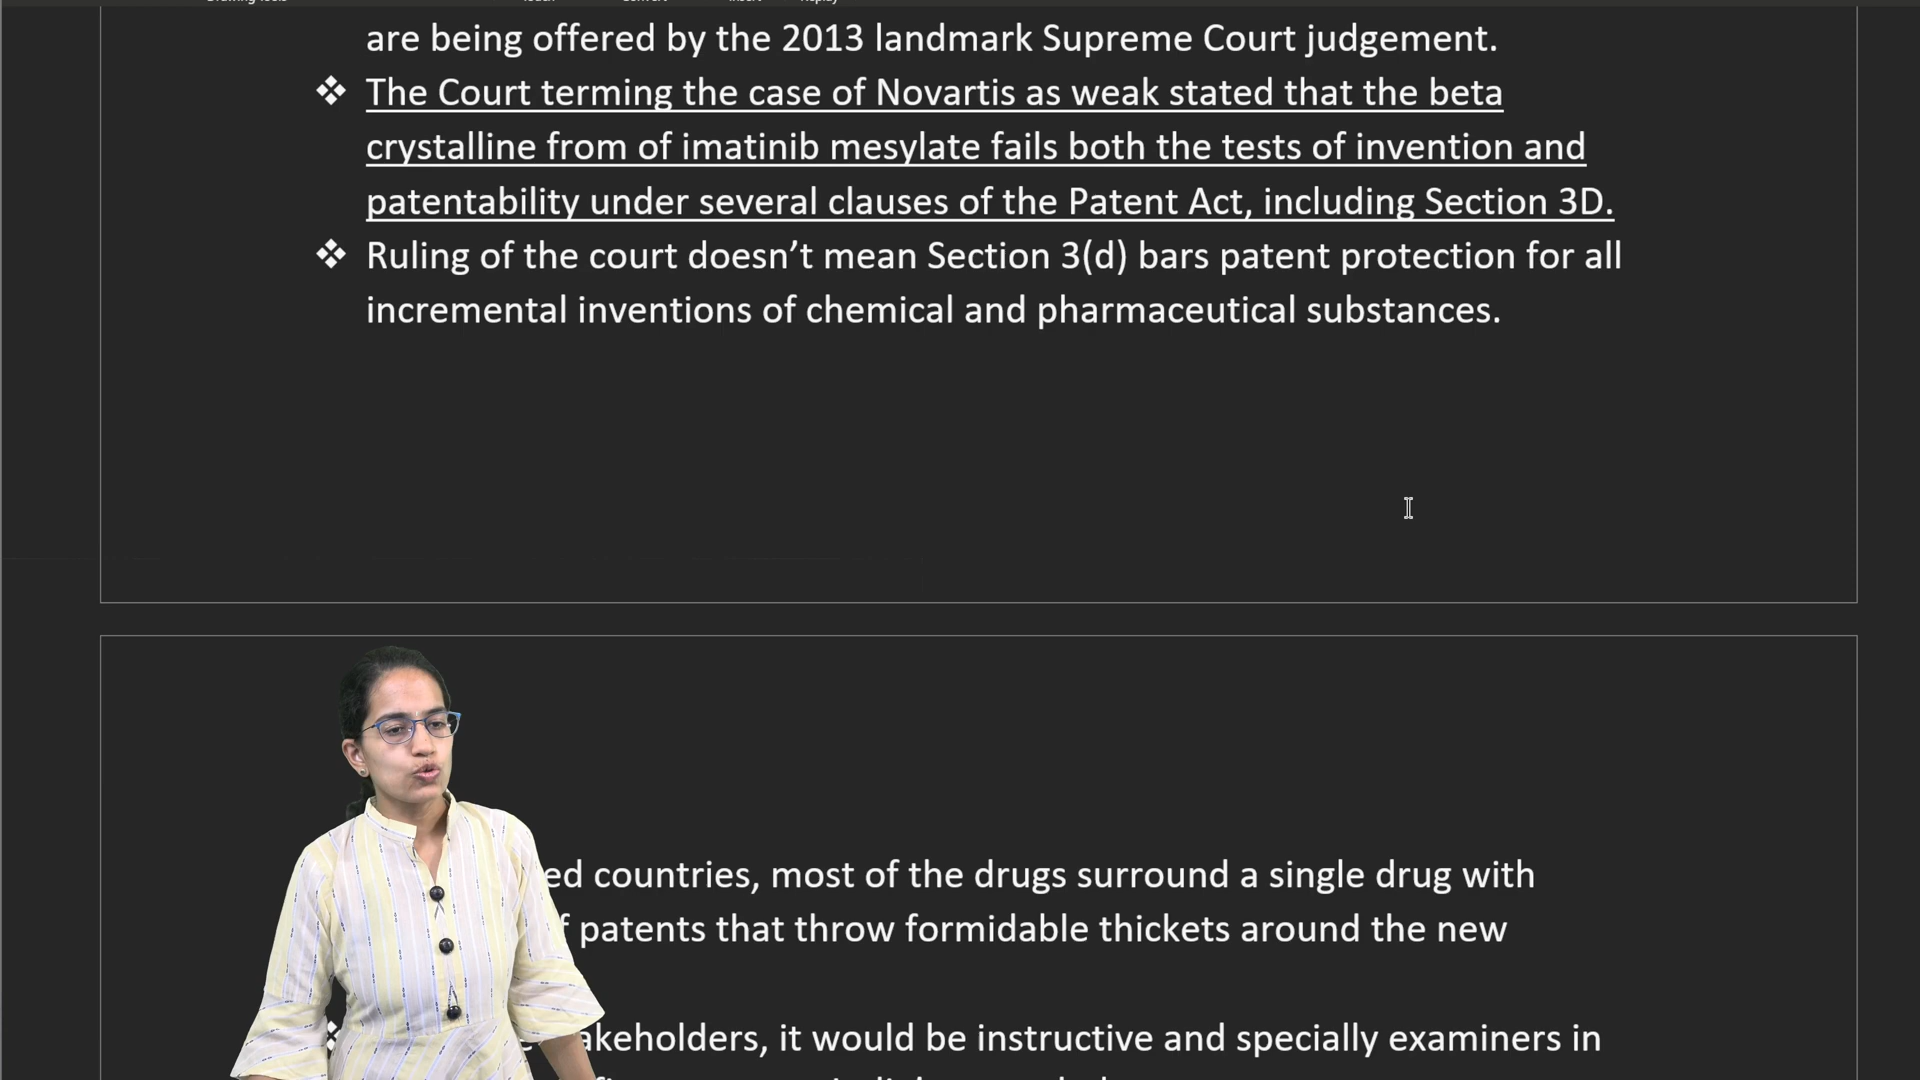 are being offered by the 2013 landmark Supreme Court judgement.
❖ The Court terming the case of Novartis as weak stated that the beta
crystalline from of imatinib mesylate fails both the tests of invention and
patentability under several clauses of the Patent Act, including Section 3D.
❖ Ruling of the court doesn’t mean Section 3(d) bars patent protection for all
incremental inventions of chemical and pharmaceutical substances.
countries, most of the drugs surround a single drug with
patents that throw formidable thickets around the new
it would be instructive and specially examiners in